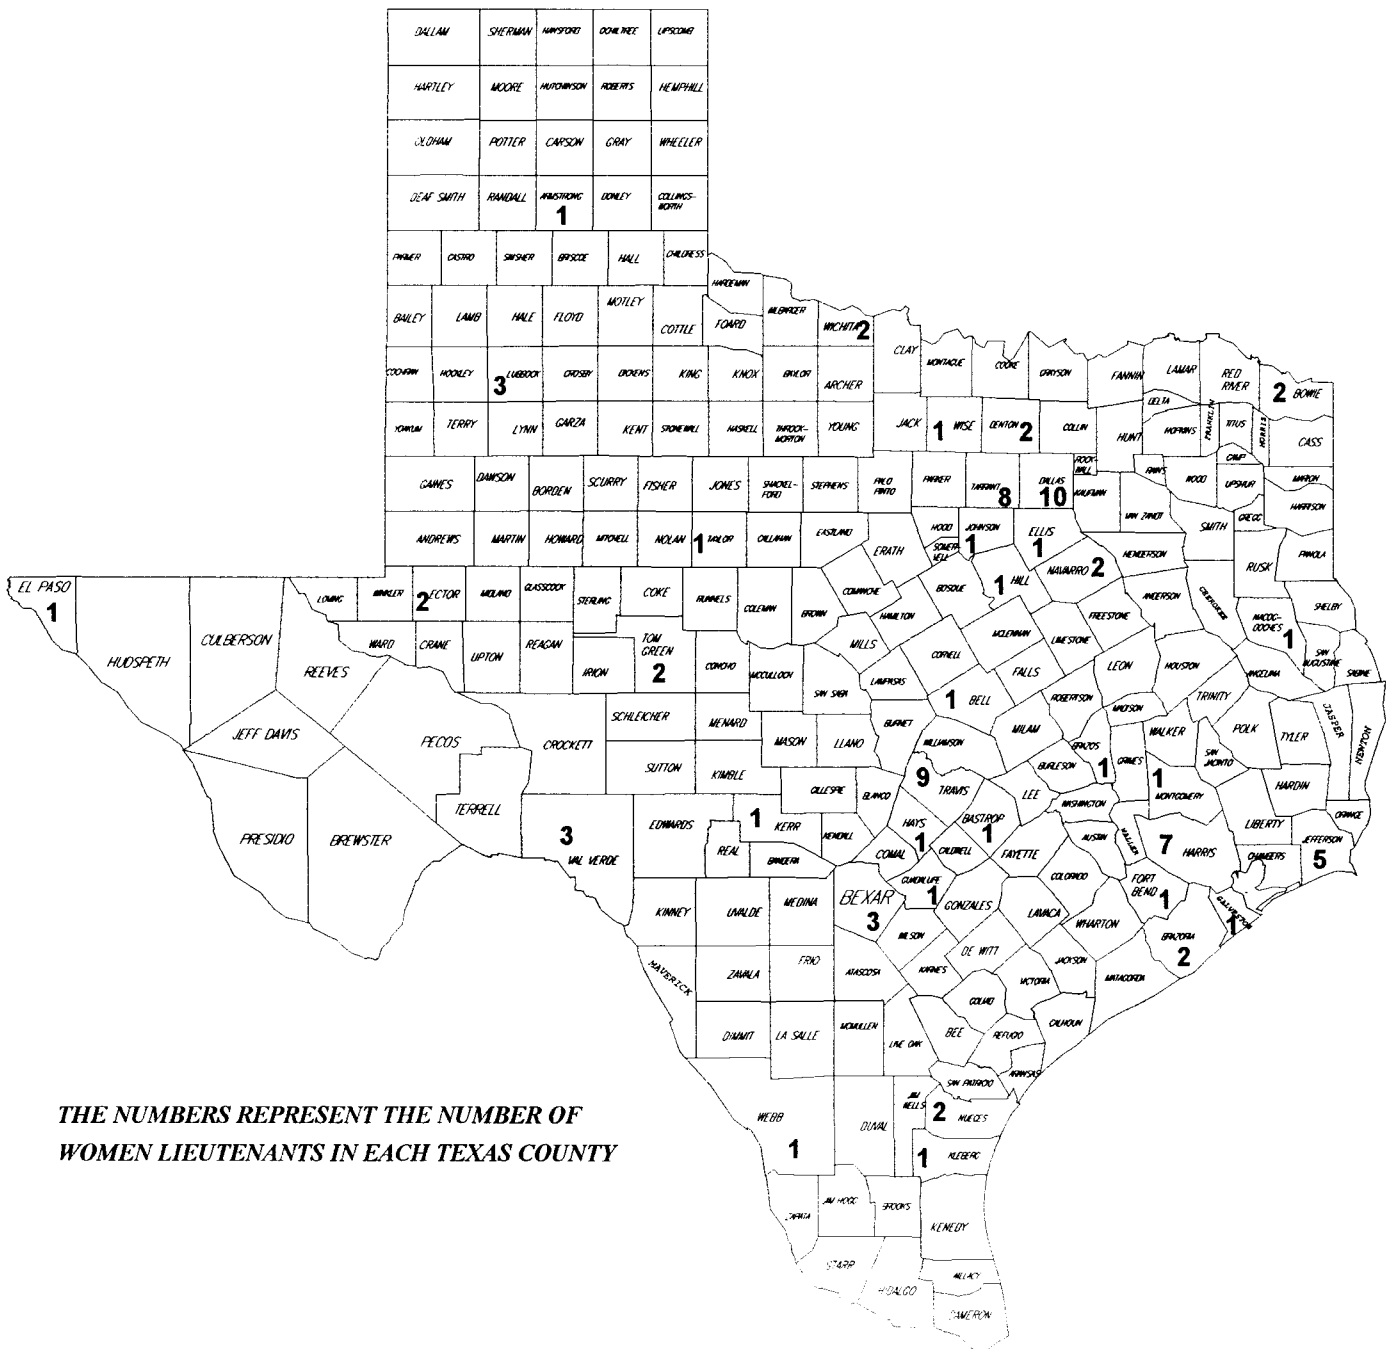 DALLAM SHERMAN HANSFORD OCHILTREE LIPSCOMB
HARTLEY MOORE HUTCHINSON ROBERTS HEMPHILL
OLDHAM POTTER CARSON GRAY WHEELER
DEAF SMITH RANDALL ARMSTRONG DONLEY COLLINGS-
WORTH
1
PARMER CASTRO SWISHER BRISCOE HALL CHILDRESS
HARDEMAN
BAILEY LAMB HALE FLOYD MOTLEY COTTLE FOARD WILBARGER WICHITA 2 CLAY
MONTAGUE COOKE GRAYSON FANNIN LAMAR RED
RIVER
2 BOWIE
COCHRAN HOCKLEY 3 LUBBOCK CROSBY DICKENS KING KNOX BAYLOR ARCHER
DELTA FRANKLIN TITUS MORRIS
YOAKUM TERRY LYNN GARZA KENT STONEWALL HASKELL THROCK-
MORTON
YOUNG JACK 1 WISE DENTON 2 COLLIN HUNT HOPKINS CASS
CAMP
ROCK-
WALL
GAINES DAWSON BORDEN SCURRY FISHER JONES SHACKEL-
FORD
STEPHENS PALO
PINTO
PARKER TARRANT 8 DALLAS 10 KAUFMAN RAINS WOOD UPSHUR MARION
HARRISON
VAN ZANDT SMITH GREGG
ANDREWS MARTIN HOWARD MITCHELL NOLAN 1 TAYLOR CALLAHAN EASTLAND ERATH HOOD JOHNSON 1 ELLIS 1
SOMER-
VELL
NAVARRO 2 HENDERSON RUSK PANOLA
EL PASO
1
HUDSPETH CULBERSON REEVES LOVING WINKLER 2 ECTOR MIDLAND GLASSCOCK STERLING COKE RUNNELS COLEMAN BROWN COMANCHE BOSQUE 1 HILL
HAMILTON FREESTONE ANDERSON CHEROKEE NACOG-
DOCHES
1
SHELBY
WARD CRANE UPTON REAGAN IRION TOM
GREEN
2
CONCHO MCCULLOCH MILLS CORYELL MCLENNAN LIMESTONE
SAN
AUGUSTINE
SABINE
SAN SABA LAMPASAS FALLS LEON HOUSTON ANGELINA
1 BELL ROBERTSON MADISON TRINITY
JEFF DAVIS PECOS CROCKETT SCHLEICHER MENARD MASON LLANO BURNET WILLIAMSON MILAM BRAZOS 1 GRIMES WALKER SAN
JACINTO
POLK TYLER JASPER NEWTON
SUTTON KIMBLE GILLESPIE BLANCO 9 TRAVIS LEE BURLESON 1
MONTGOMERY HARDIN
WASHINGTON
PRESIDIO BREWSTER TERRELL 3
VAL VERDE
EDWARDS REAL 1 KERR BANDERA KENDALL HAYS
1
BASTROP
1
AUSTIN WALLER 7 HARRIS LIBERTY ORANGE
JEFFERSON
5
CHAMBERS
COMAL CALDWELL FAYETTE
KINNEY UVALDE MEDINA BEXAR
3
GUADALUPE
1
GONZALES LAVACA COLORADO FORT
BEND
1
GALVESTON
1
WILSON WHARTON BRAZORIA
2
MAVERICK ZAVALA FRIO ATASCOSA KARNES DE WITT VICTORIA JACKSON MATAGORDA
DIMMIT LA SALLE MCMULLEN LIVE OAK BEE GOLIAD REFUGIO CALHOUN
ARANSAS
SAN PATRICIO
WEBB
1
DUVAL JIM
WELLS
2 NUECES
1 KLEBERG
ZAPATA JIM HOGG BROOKS KENEDY
STARR HIDALGO WILLACY
CAMERON
THE NUMBERS REPRESENT THE NUMBER OF
WOMEN LIEUTENANTS IN EACH TEXAS COUNTY